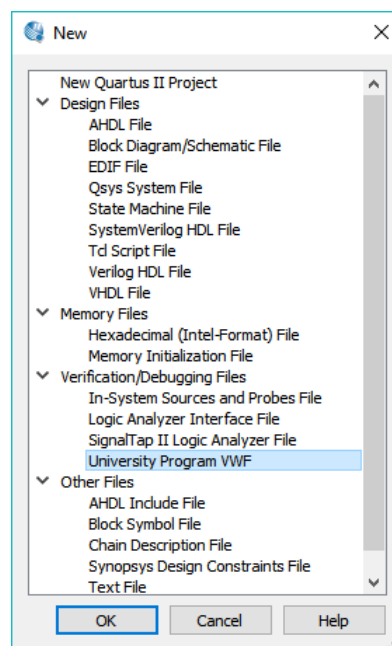 New
New Quartus II Project
Design Files
AHDL File
Block Diagram/Schematic File
EDIF File
Qsys System File
State Machine File
SystemVerilog HDL File
Tcl Script File
Verilog HDL File
VHDL File
Memory Files
Hexadecimal (Intel-Format) File
Memory Initialization File
Verification/Debugging Files
In-System Sources and Probes File
Logic Analyzer Interface File
SignalTap II Logic Analyzer File
University Program VWF
Other Files
AHDL Include File
Block Symbol File
Chain Description File
Synopsys Design Constraints File
Text File
OK Cancel Help